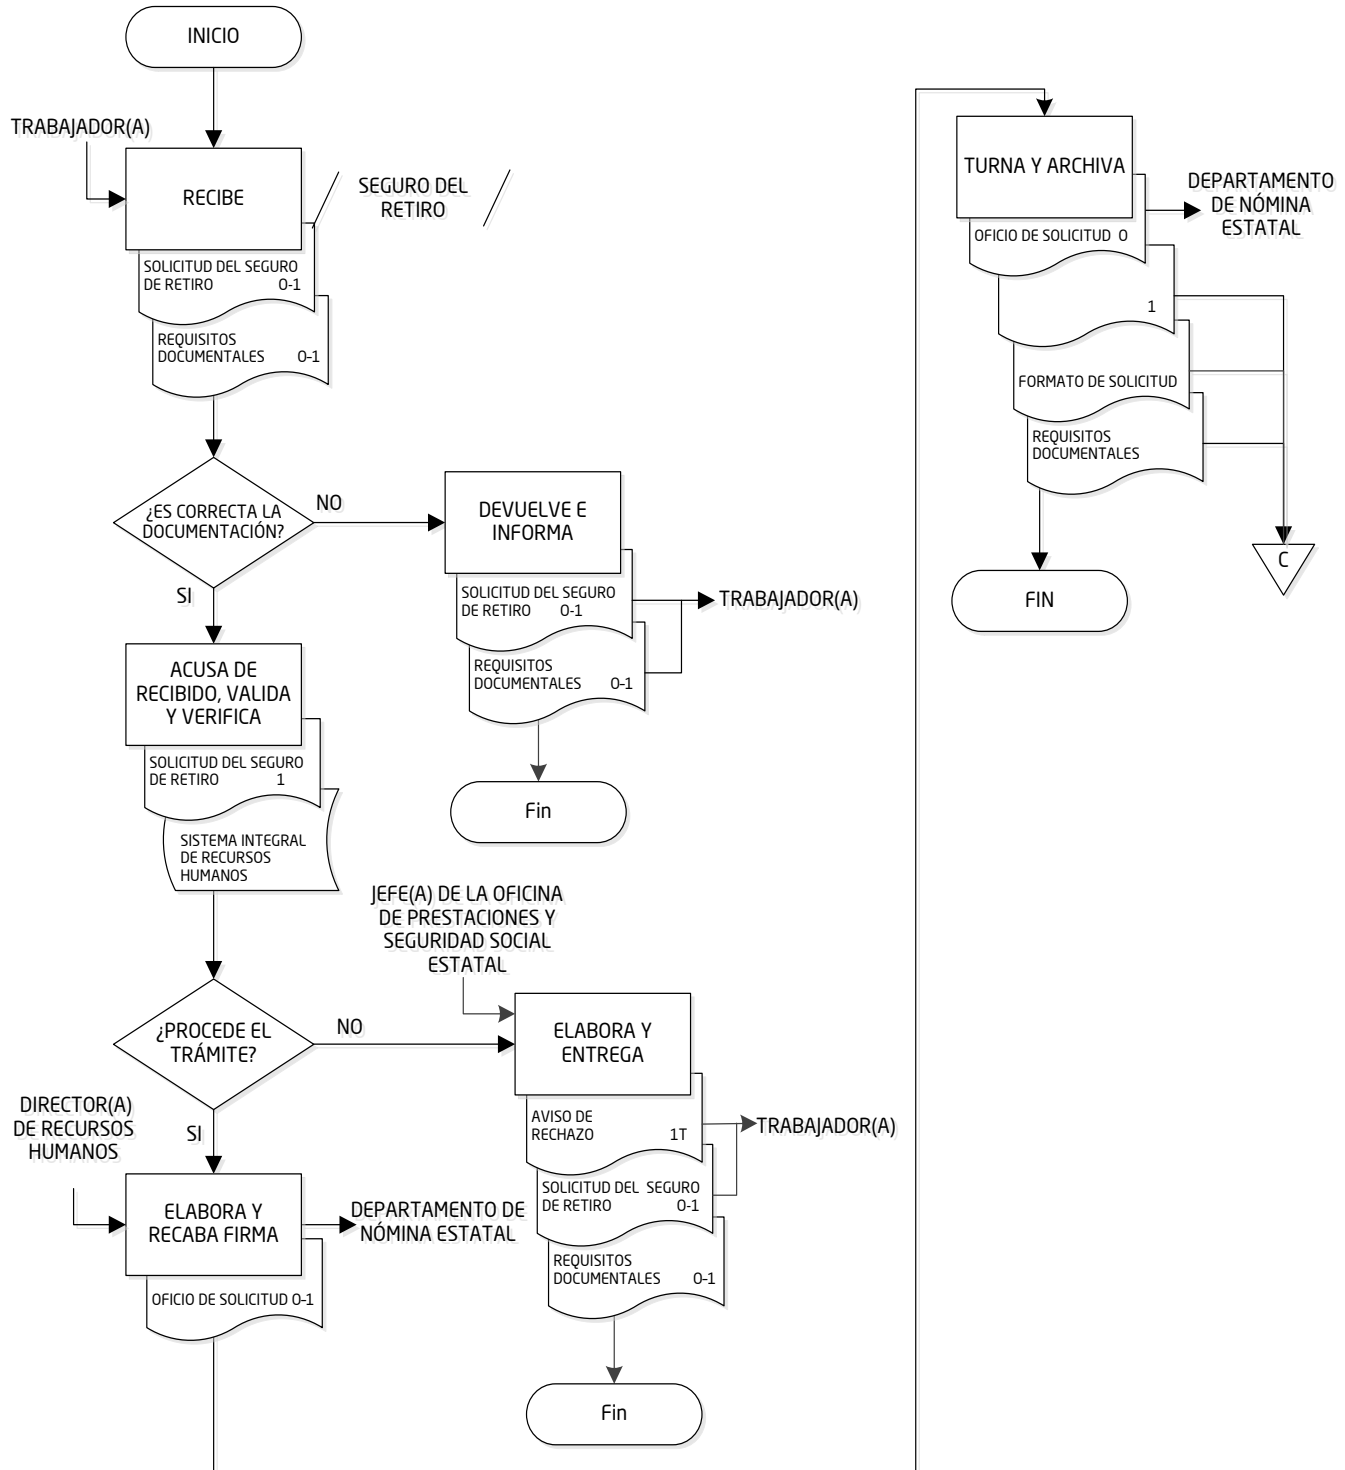 INICIO
TRABAJADOR(A)
RECIBE
SEGURO DEL
RETIRO
SOLICITUD DEL SEGURO
DE RETIRO 0-1
REQUISITOS
DOCUMENTALES 0-1
¿ES CORRECTA LA
DOCUMENTACIÓN?
NO
SI
DEVUELVE E
INFORMA
SOLICITUD DEL SEGURO
DE RETIRO 0-1
REQUISITOS
DOCUMENTALES 0-1
TRABAJADOR(A)
Fin
ACUSA DE
RECIBIDO, VALIDA
Y VERIFICA
SOLICITUD DEL SEGURO
DE RETIRO 1
SISTEMA INTEGRAL
DE RECURSOS
HUMANOS
JEFE(A) DE LA OFICINA
DE PRESTACIONES Y
SEGURIDAD SOCIAL
ESTATAL
¿PROCEDE EL
TRÁMITE?
NO
SI
ELABORA Y
ENTREGA
AVISO DE
RECHAZO 1T
SOLICITUD DEL SEGURO
DE RETIRO 0-1
REQUISITOS
DOCUMENTALES 0-1
TRABAJADOR(A)
Fin
DIRECTOR(A)
DE RECURSOS
HUMANOS
ELABORA Y
RECABA FIRMA
OFICIO DE SOLICITUD 0-1
DEPARTAMENTO DE
NÓMINA ESTATAL
TURNA Y ARCHIVA
OFICIO DE SOLICITUD 0
1
FORMATO DE SOLICITUD
REQUISITOS
DOCUMENTALES
DEPARTAMENTO
DE NÓMINA
ESTATAL
C
FIN